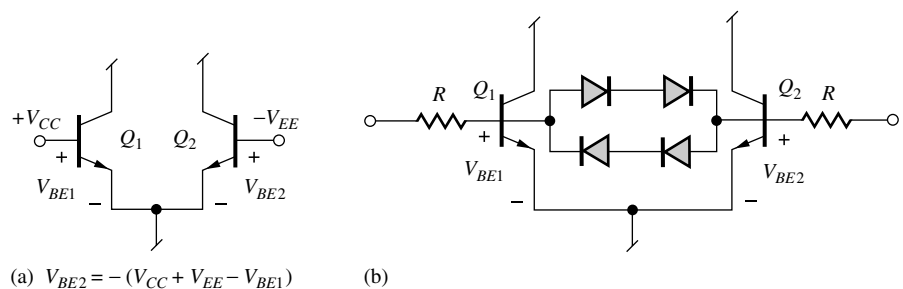 +V_CC
Q_1
Q_2
−V_EE
+
+
V_BE1
V_BE2
−
−
(a) V_BE2 = − (V_CC + V_EE − V_BE1)
R
Q_1
Q_2
R
+
+
V_BE1
V_BE2
−
−
(b)